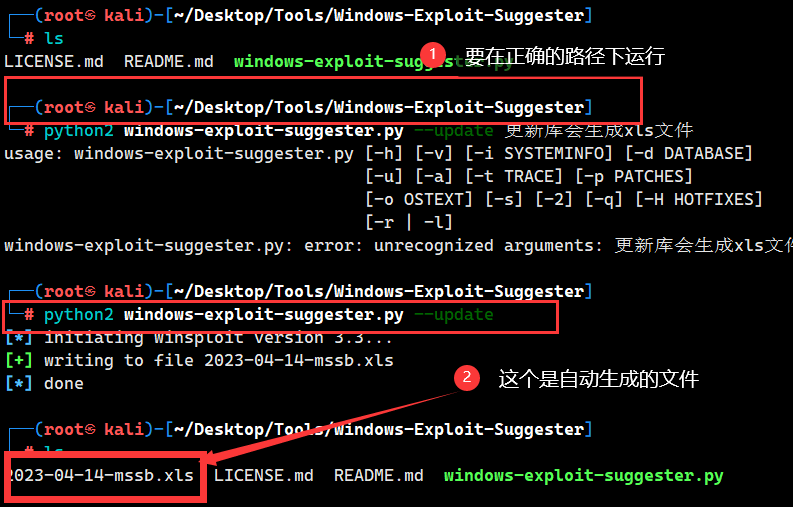 ┌──(root㉿ kali)-[~/Desktop/Tools/Windows-Exploit-Suggester]
└─# ls
LICENSE.md README.md windows-exploit-suggester.py
1 要在正确的路径下运行
┌──(root㉿ kali)-[~/Desktop/Tools/Windows-Exploit-Suggester]
└─# python2 windows-exploit-suggester.py --update 更新库会生成xls文件
usage: windows-exploit-suggester.py [-h] [-v] [-i SYSTEMINFO] [-d DATABASE]
[-u] [-a] [-t TRACE] [-p PATCHES]
[-o OSTEXT] [-s] [-2] [-q] [-H HOTFIXES]
[-r | -l]
windows-exploit-suggester.py: error: unrecognized arguments: 更新库会生成xls文件
┌──(root㉿ kali)-[~/Desktop/Tools/Windows-Exploit-Suggester]
└─# python2 windows-exploit-suggester.py --update
[*] initiating winsploit version 3.3...
[+] writing to file 2023-04-14-mssb.xls
[*] done
2 这个是自动生成的文件
┌──(root㉿ kali)-[~/Desktop/Tools/Windows-Exploit-Suggester]
└─# ls
2023-04-14-mssb.xls LICENSE.md README.md windows-exploit-suggester.py